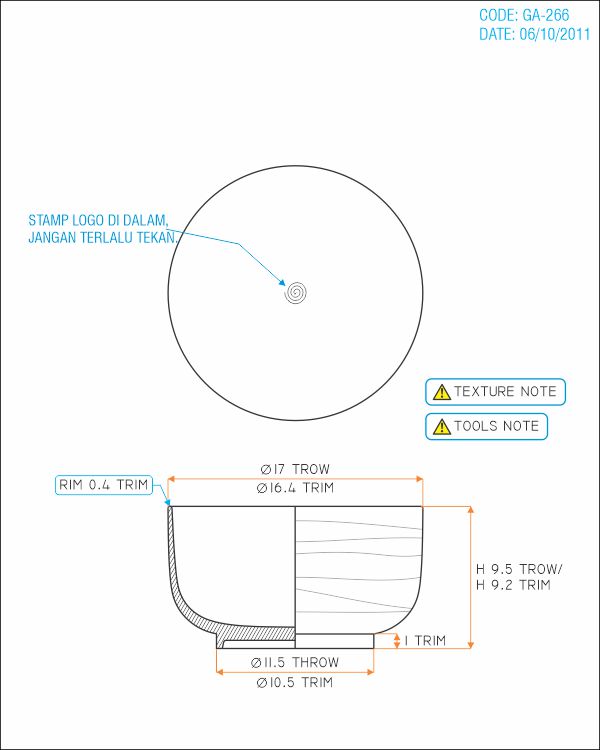 CODE: GA-266
DATE: 06/10/2011
STAMP LOGO DI DALAM,
JANGAN TERLALU TEKAN.
TEXTURE NOTE
TOOLS NOTE
Ø17 TROW
Ø16.4 TRIM
RIM 0.4 TRIM
H 9.5 TROW/
H 9.2 TRIM
1 TRIM
Ø11.5 THROW
Ø10.5 TRIM